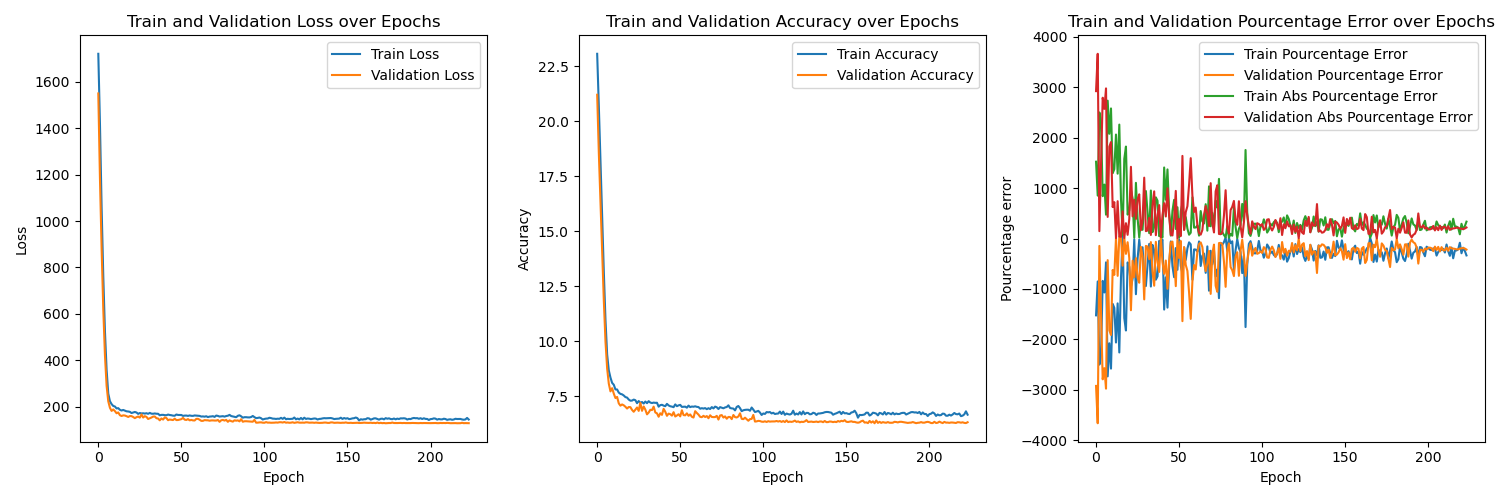 Train and Validation Loss over Epochs
Train Loss
Validation Loss
1600
1400
1200
1000
800
600
400
200
Loss
0
50
100
150
200
Epoch
Train and Validation Accuracy over Epochs
Train Accuracy
Validation Accuracy
22.5
20.0
17.5
15.0
12.5
10.0
7.5
Accuracy
0
50
100
150
200
Epoch
Train and Validation Pourcentage Error over Epochs
Train Pourcentage Error
Validation Pourcentage Error
Train Abs Pourcentage Error
Validation Abs Pourcentage Error
4000
3000
2000
1000
0
−1000
−2000
−3000
−4000
Pourcentage error
0
50
100
150
200
Epoch